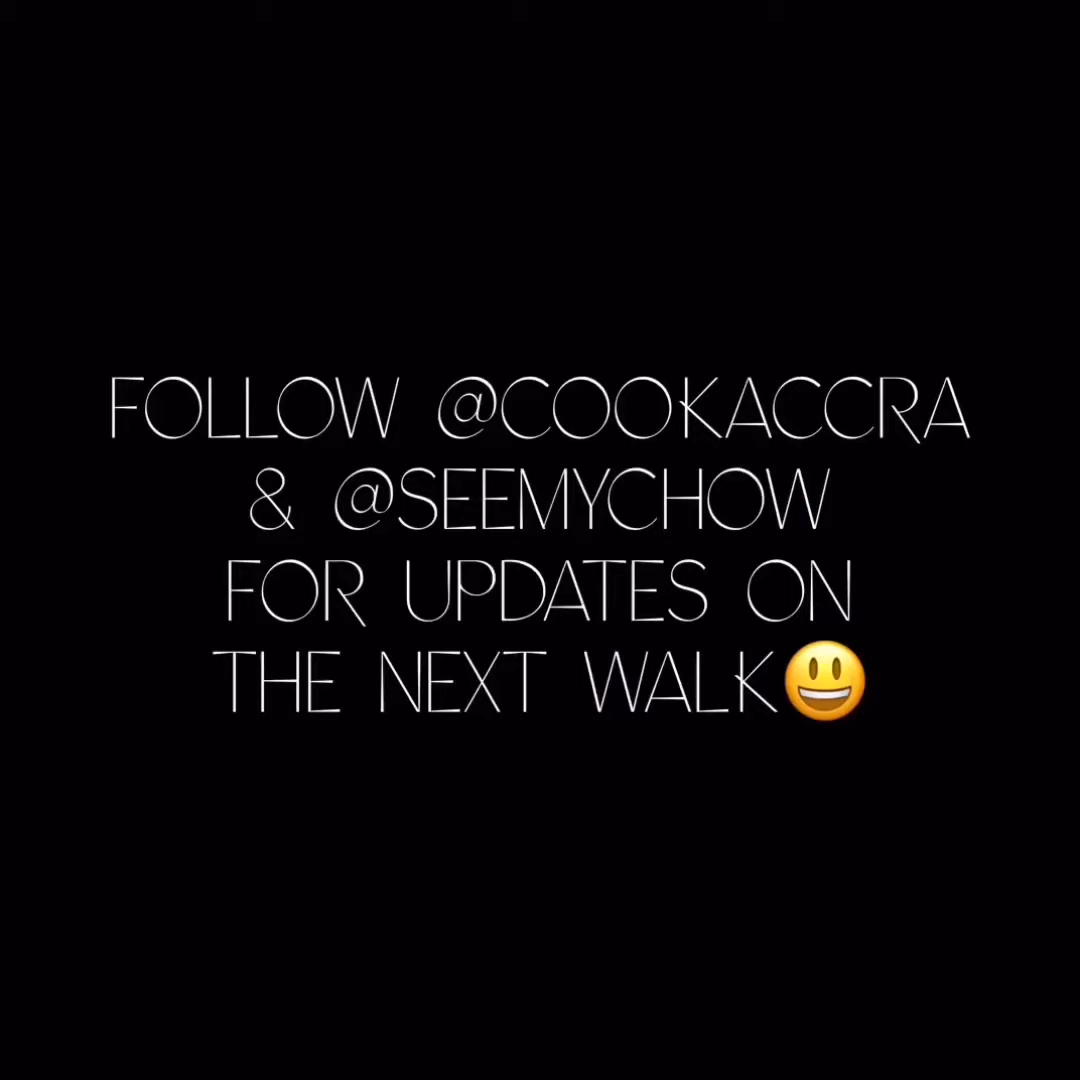 FOLLOW @COOKACCRA
& @SEEMYCHOW
FOR UPDATES ON
THE NEXT WALK😃